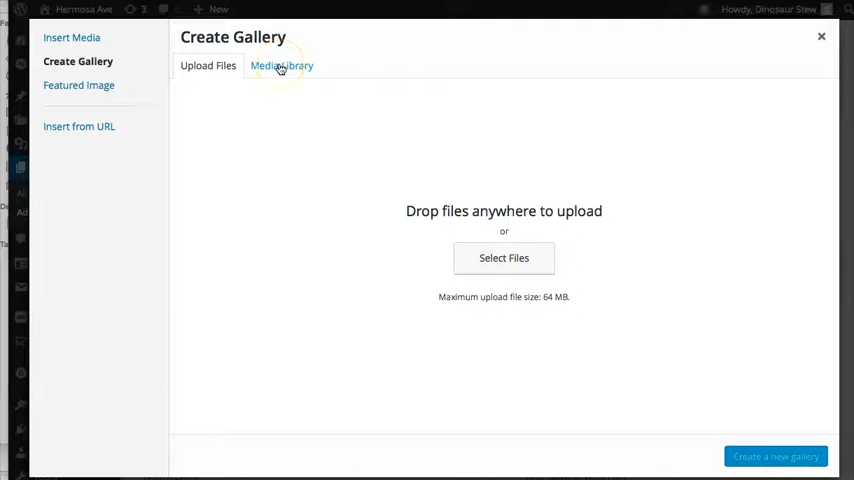 Hermosa Ave 3 New Howdy, Dinosaur Stew
Insert Media
Create Gallery
Featured Image
Insert from URL
Create Gallery
Upload Files Media Library
Drop files anywhere to upload
or
Select Files
Maximum upload file size: 64 MB.
Create a new gallery